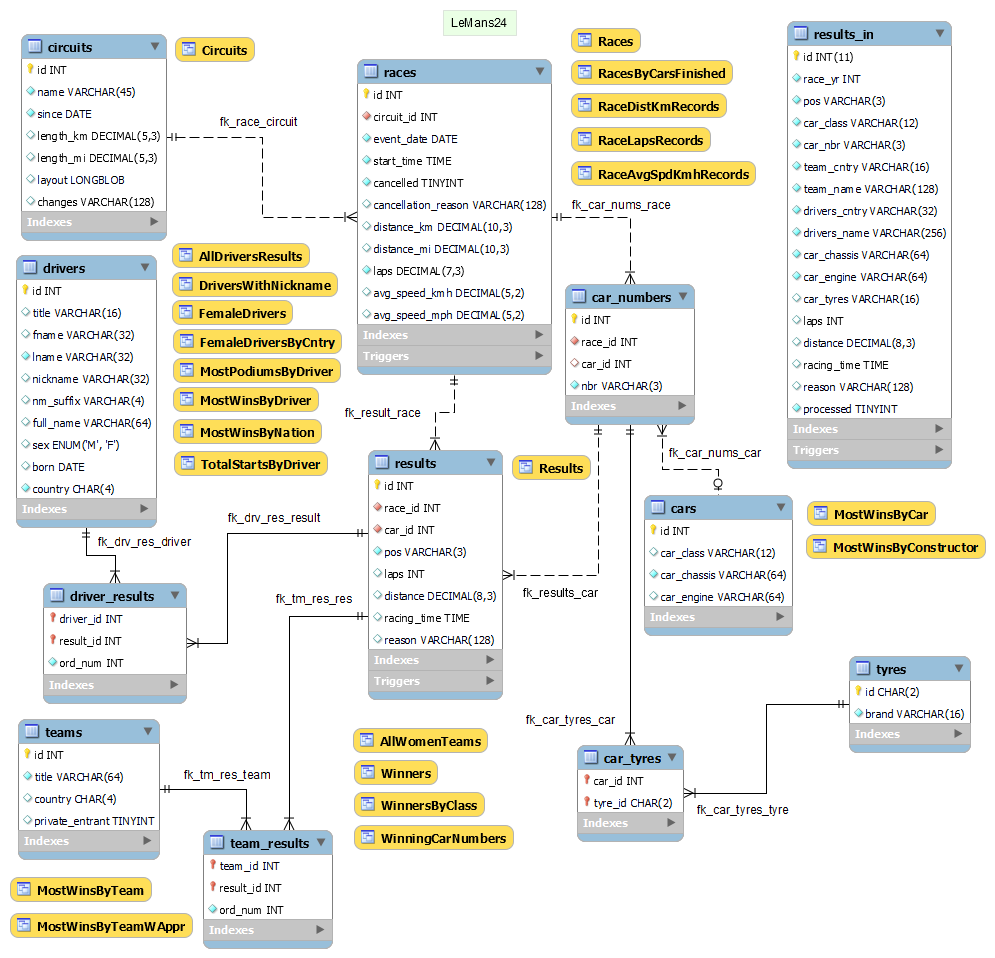 LeMans24
circuits
id INT
name VARCHAR(45)
since DATE
length_km DECIMAL(5,3)
length_mi DECIMAL(5,3)
layout LONGBLOB
changes VARCHAR(128)
Indexes
Circuits
fk_race_circuit
races
id INT
circuit_id INT
event_date DATE
start_time TIME
cancelled TINYINT
cancellation_reason VARCHAR(128)
distance_km DECIMAL(10,3)
distance_mi DECIMAL(10,3)
laps DECIMAL(7,3)
avg_speed_kmh DECIMAL(5,2)
avg_speed_mph DECIMAL(5,2)
Indexes
Triggers
Races
RacesByCarsFinished
RaceDistKmRecords
RaceLapsRecords
RaceAvgSpdKmhRecords
fk_car_nums_race
results_in
id INT(11)
race_yr INT
pos VARCHAR(3)
car_class VARCHAR(12)
car_nbr VARCHAR(3)
team_cntry VARCHAR(16)
team_name VARCHAR(128)
drivers_cntry VARCHAR(32)
drivers_name VARCHAR(256)
car_chassis VARCHAR(64)
car_engine VARCHAR(64)
car_tyres VARCHAR(16)
laps INT
distance DECIMAL(8,3)
racing_time TIME
reason VARCHAR(128)
processed TINYINT
Indexes
Triggers
drivers
id INT
title VARCHAR(16)
fname VARCHAR(32)
lname VARCHAR(32)
nickname VARCHAR(32)
nm_suffix VARCHAR(4)
full_name VARCHAR(64)
sex ENUM('M', 'F')
born DATE
country CHAR(4)
Indexes
AllDriversResults
DriversWithNickname
FemaleDrivers
FemaleDriversByCntry
MostPodiumsByDriver
MostWinsByDriver
MostWinsByNation
TotalStartsByDriver
car_numbers
id INT
race_id INT
car_id INT
nbr VARCHAR(3)
Indexes
fk_result_race
fk_car_nums_car
results
id INT
race_id INT
car_id INT
pos VARCHAR(3)
laps INT
distance DECIMAL(8,3)
racing_time TIME
reason VARCHAR(128)
Indexes
Triggers
Results
cars
id INT
car_class VARCHAR(12)
car_chassis VARCHAR(64)
car_engine VARCHAR(64)
Indexes
MostWinsByCar
MostWinsByConstructor
fk_drv_res_result
fk_drv_res_driver
fk_results_car
fk_tm_res_res
driver_results
driver_id INT
result_id INT
ord_num INT
Indexes
tyres
id CHAR(2)
brand VARCHAR(16)
Indexes
fk_car_tyres_car
teams
id INT
title VARCHAR(64)
country CHAR(4)
private_entrant TINYINT
Indexes
fk_tm_res_team
AllWomenTeams
Winners
WinnersByClass
WinningCarNumbers
car_tyres
car_id INT
tyre_id CHAR(2)
Indexes
fk_car_tyres_tyre
team_results
team_id INT
result_id INT
ord_num INT
Indexes
MostWinsByTeam
MostWinsByTeamWAppr